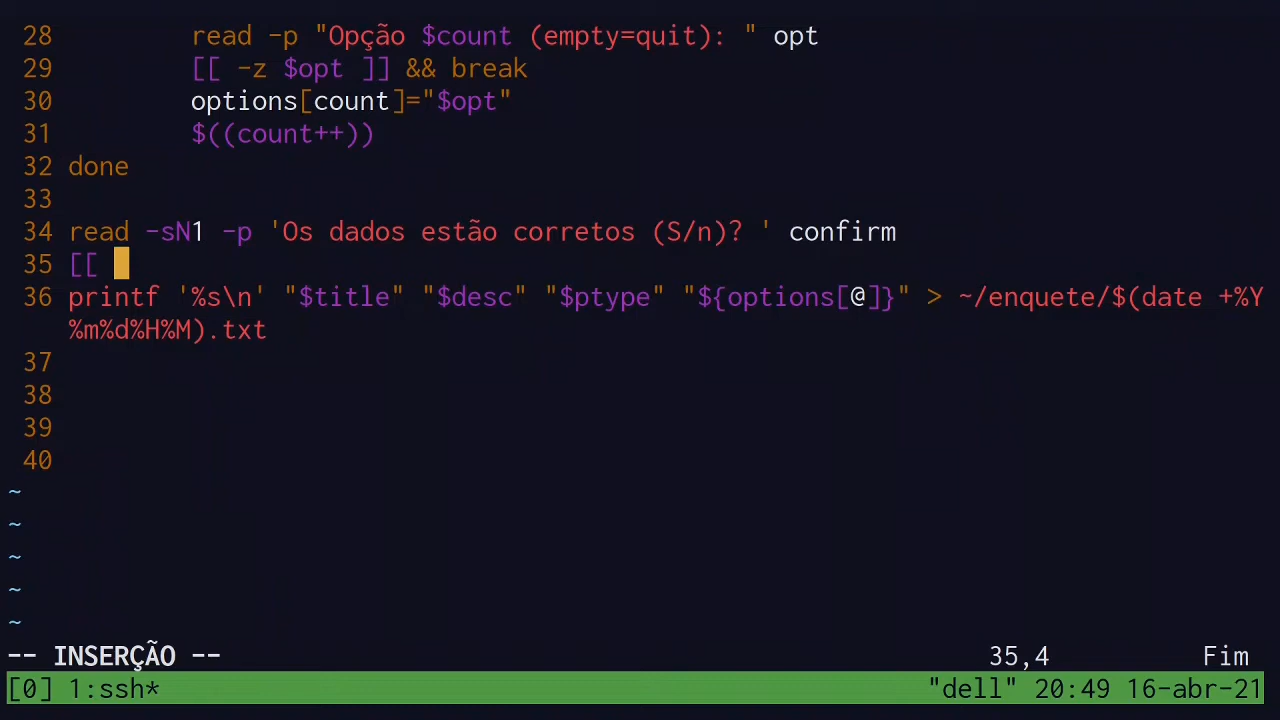 28         read -p "Opção $count (empty=quit): " opt
29         [[ -z $opt ]] && break
30         options[count]="$opt"
31         $((count++))
32 done
33
34 read -sN1 -p 'Os dados estão corretos (S/n)? ' confirm
35 [[
36 printf '%s\n' "$title" "$desc" "$ptype" "${options[@]}" > ~/enquete/$(date +%Y
%m%d%H%M).txt
37
38
39
40
~
~
~
~
~
-- INSERÇÃO -- 35,4 Fim
[0] 1:ssh* "dell" 20:49 16-abr-21